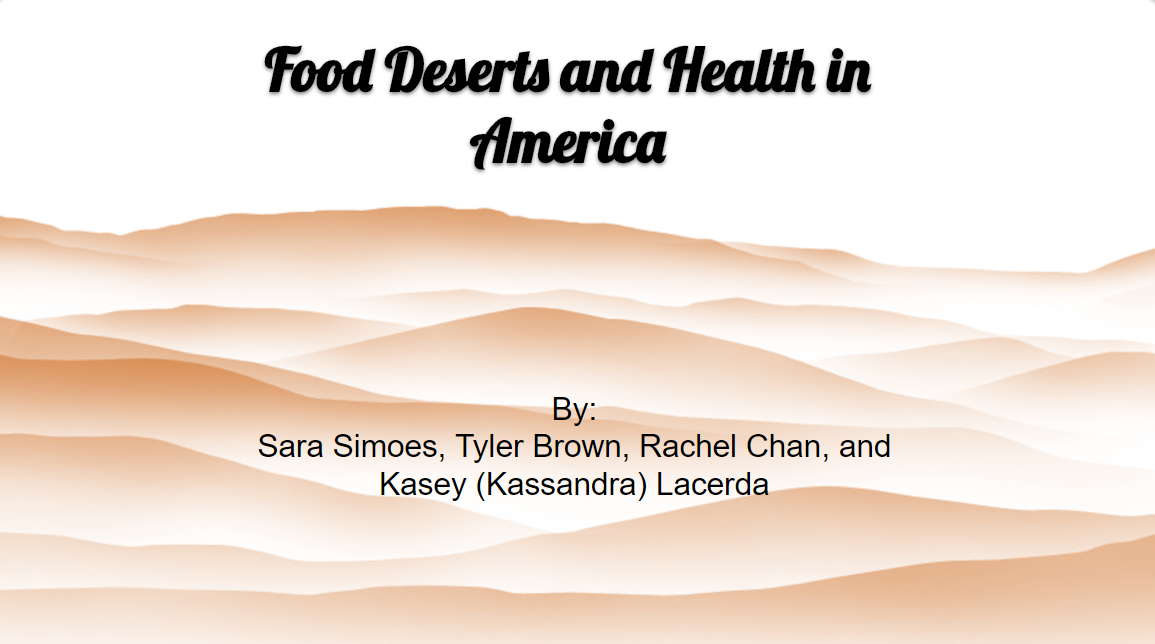 Food Deserts and Health in
America
By:
Sara Simoes, Tyler Brown, Rachel Chan, and
Kasey (Kassandra) Lacerda